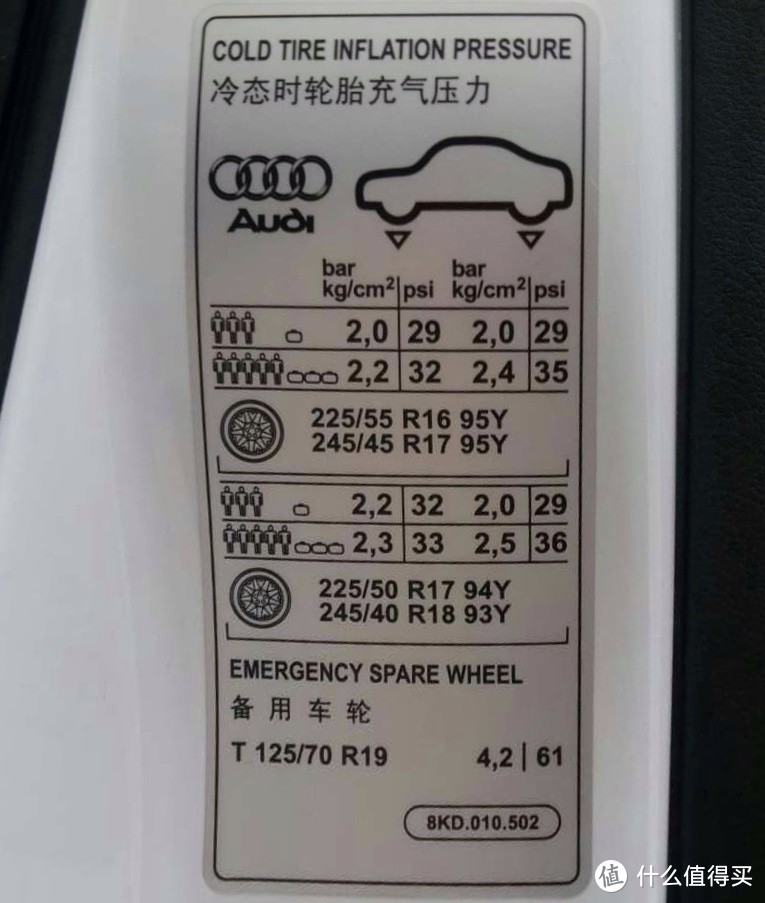 COLD TIRE INFLATION PRESSURE
冷态时轮胎充气压力
Audi
bar bar
kg/cm² psi kg/cm² psi
2,0 29 2,0 29
2,2 32 2,4 35
225/55 R16 95Y
245/45 R17 95Y
2,2 32 2,0 29
2,3 33 2,5 36
225/50 R17 94Y
245/40 R18 93Y
EMERGENCY SPARE WHEEL
备用车轮
T 125/70 R19 4,2 | 61
8KD.010.502
值 什么值得买